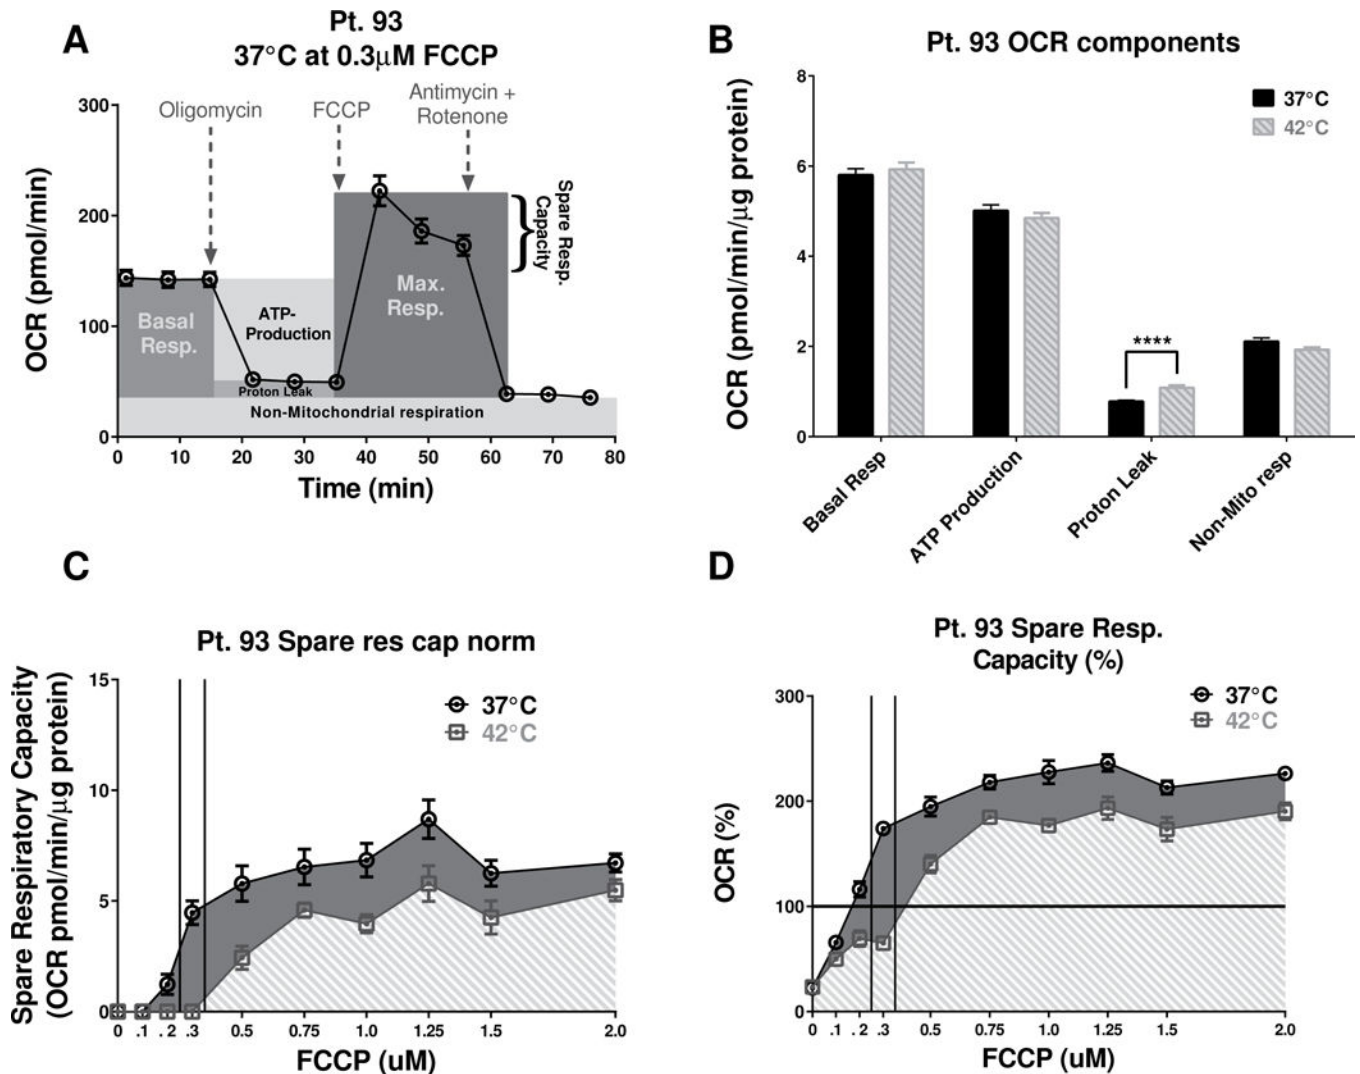 A
Pt. 93
37°C at 0.3μM FCCP
Oligomycin
FCCP
Antimycin +
Rotenone
OCR (pmol/min)
300
200
100
0
Basal
Resp.
ATP-
Production
Proton Leak
Max.
Resp.
Spare Resp.
Capacity
}
Non-Mitochondrial respiration
0 10 20 30 40 50 60 70 80
Time (min)
B
Pt. 93 OCR components
OCR (pmol/min/μg protein)
8
6
4
2
0
37°C
42°C
****
Basal Resp
ATP Production
Proton Leak
Non-Mito resp
C
Pt. 93 Spare res cap norm
Spare Respiratory Capacity
(OCR pmol/min/μg protein)
15
10
5
0
37°C
42°C
0 .1 . 2 .3 0.5 0.75 1.0 1.25 1.5 2.0
FCCP (uM)
D
Pt. 93 Spare Resp.
Capacity (%)
OCR (%)
300
200
100
0
37°C
42°C
0 .1 . 2 .3 0.5 0.75 1.0 1.25 1.5 2.0
FCCP (uM)